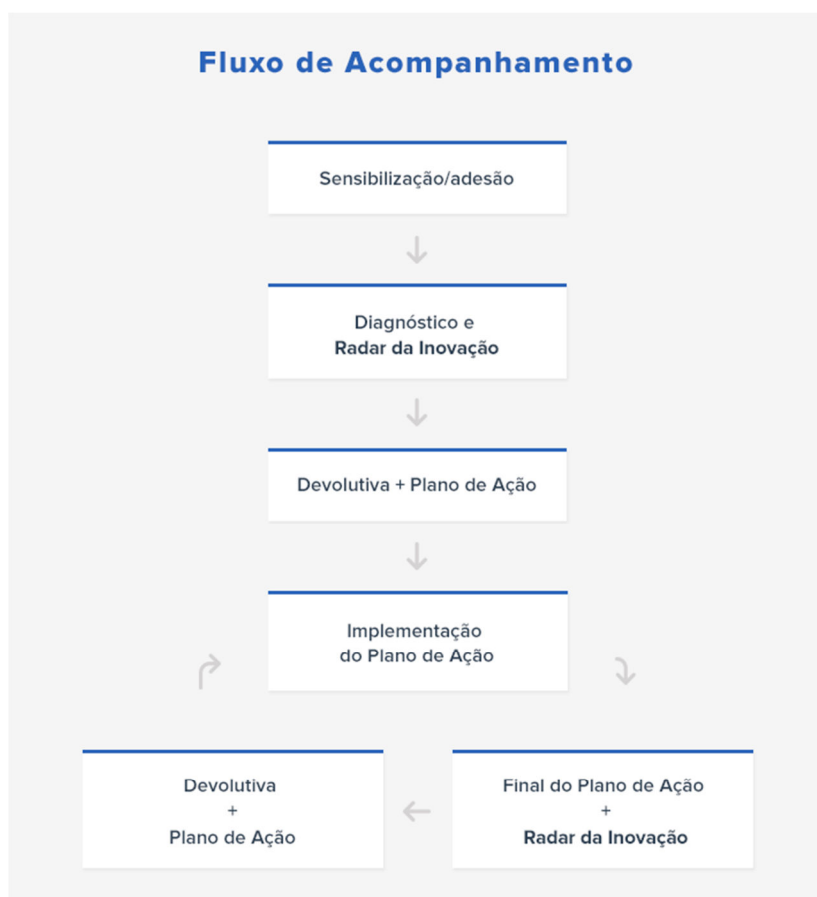 Fluxo de Acompanhamento
Sensibilização/adesão
Diagnóstico e
Radar da Inovação
Devolutiva + Plano de Ação
Implementação
do Plano de Ação
Devolutiva
+
Plano de Ação
Final do Plano de Ação
+
Radar da Inovação